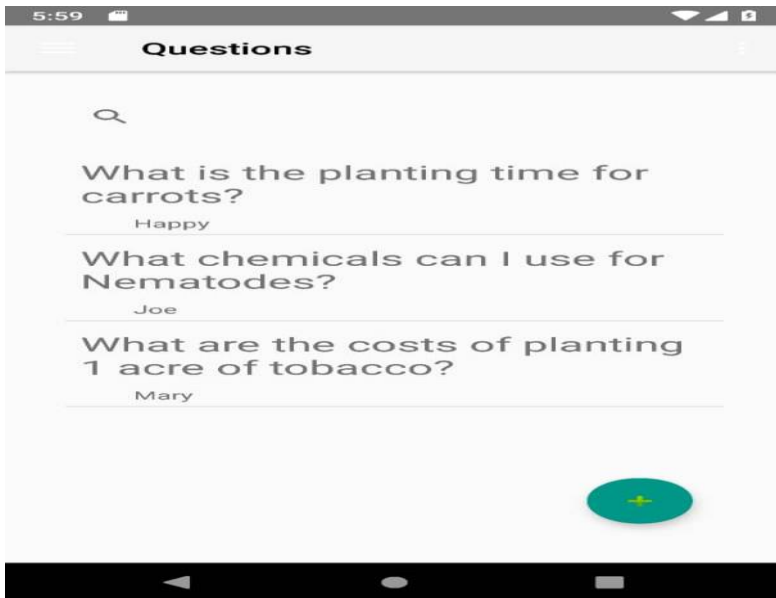 5:59
Questions
What is the planting time for
carrots?
Happy
What chemicals can I use for
Nematodes?
Joe
What are the costs of planting
1 acre of tobacco?
Mary